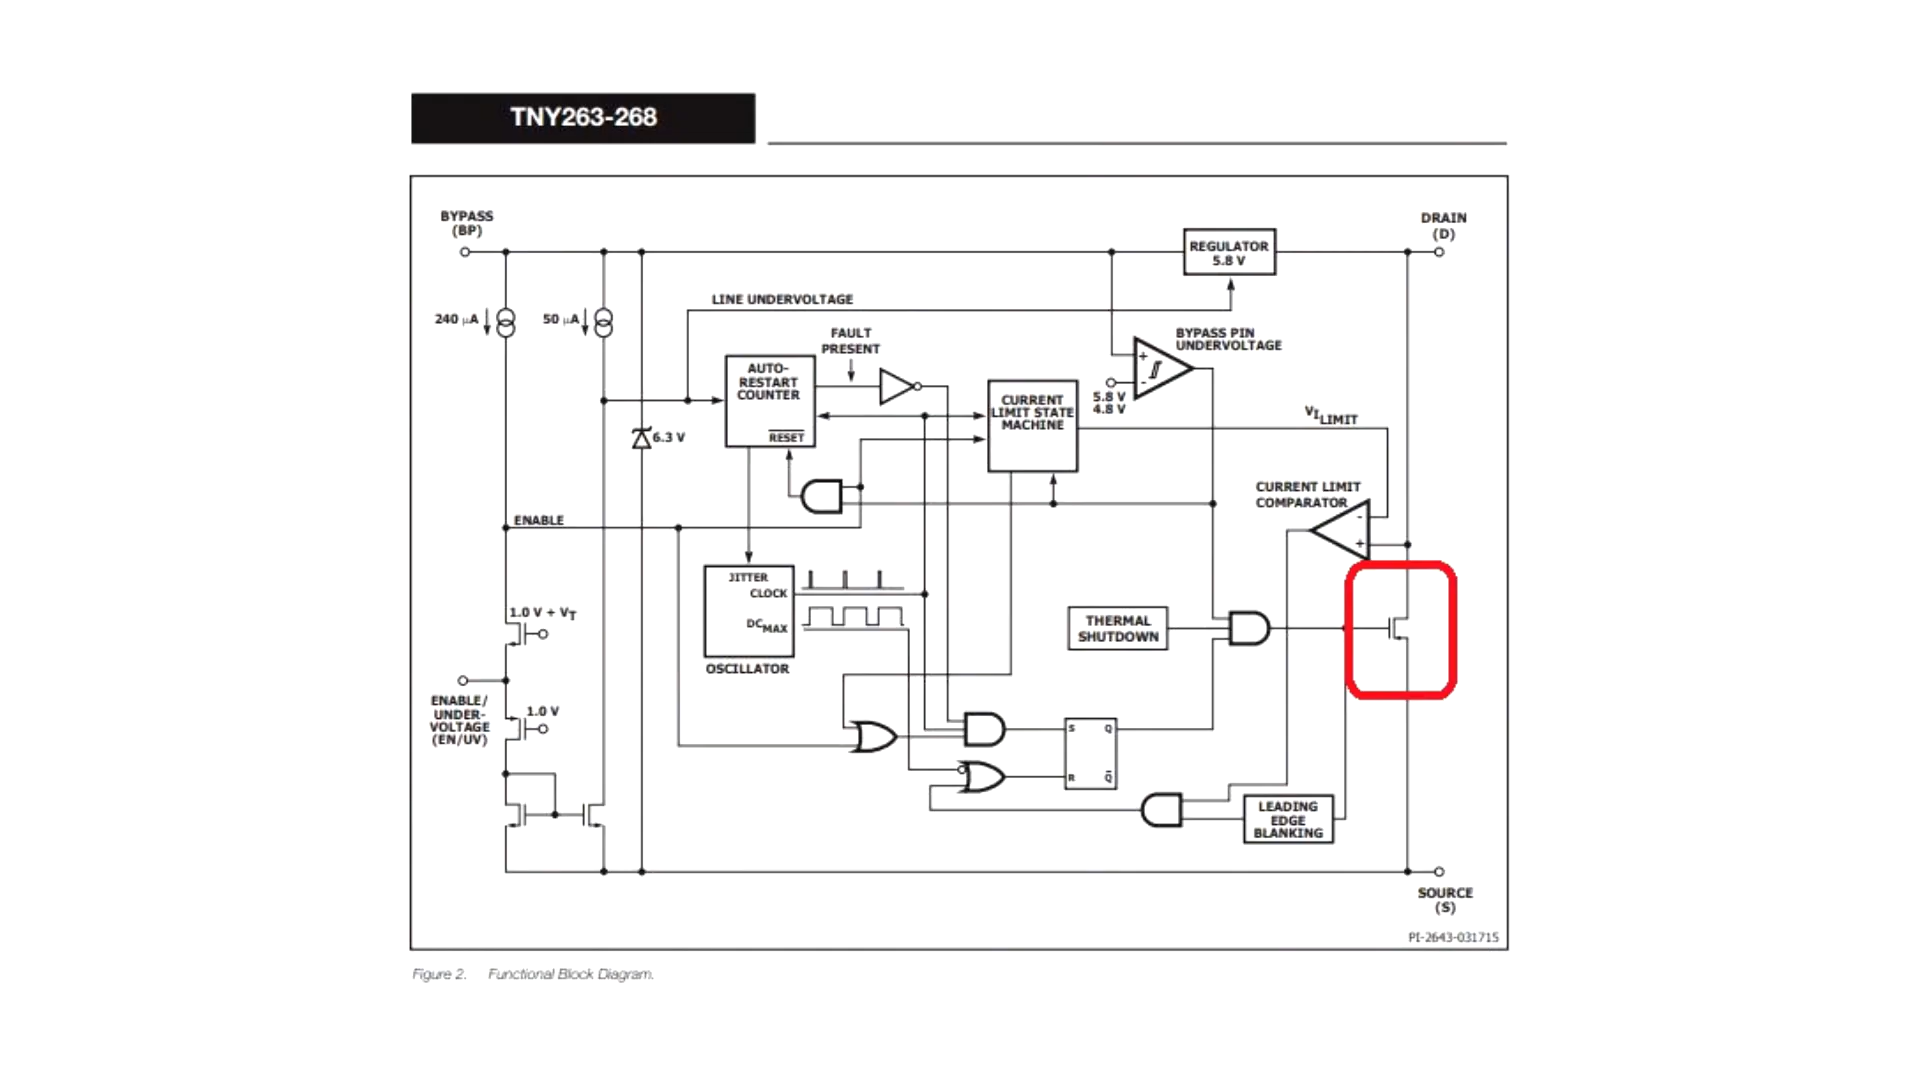 TNY263-268
BYPASS
(BP)
DRAIN
(D)
REGULATOR
5.8 V
LINE UNDERVOLTAGE
240 μA
50 μA
FAULT
PRESENT
BYPASS PIN
UNDERVOLTAGE
+
-
5.8 V
4.8 V
AUTO-
RESTART
COUNTER
RESET
CURRENT
LIMIT STATE
MACHINE
VILIMIT
6.3 V
CURRENT LIMIT
COMPARATOR
-
+
ENABLE
JITTER
CLOCK
DCMAX
OSCILLATOR
1.0 V + VT
THERMAL
SHUTDOWN
ENABLE/
UNDER-
VOLTAGE
(EN/UV)
1.0 V
S Q
R Q
LEADING
EDGE
BLANKING
SOURCE
(S)
PI-2643-031715
Figure 2. Functional Block Diagram.